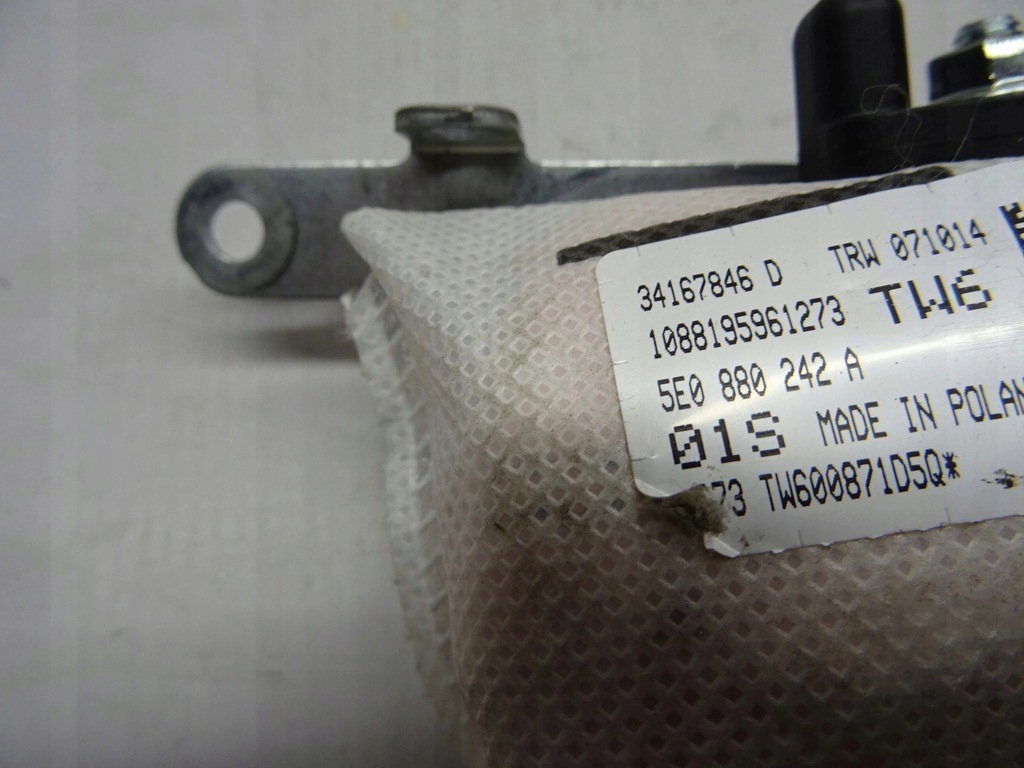 34167846 D TRW 071014
1088195961273 TW6
5E0 880 242 A
01S MADE IN POLAN
73 TW600871D5Q*